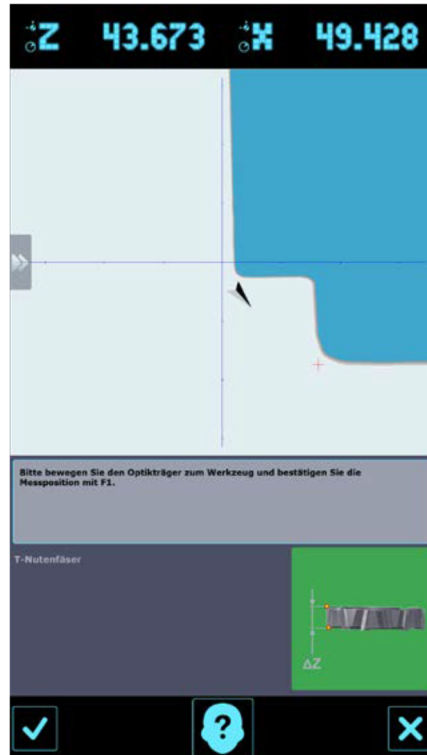 Z 43.673 X 49.428
Bitte bewegen Sie den Optikträger zum Werkzeug und bestätigen Sie die
Messposition mit F1.
T-Nutenfäser
ΔZ
?